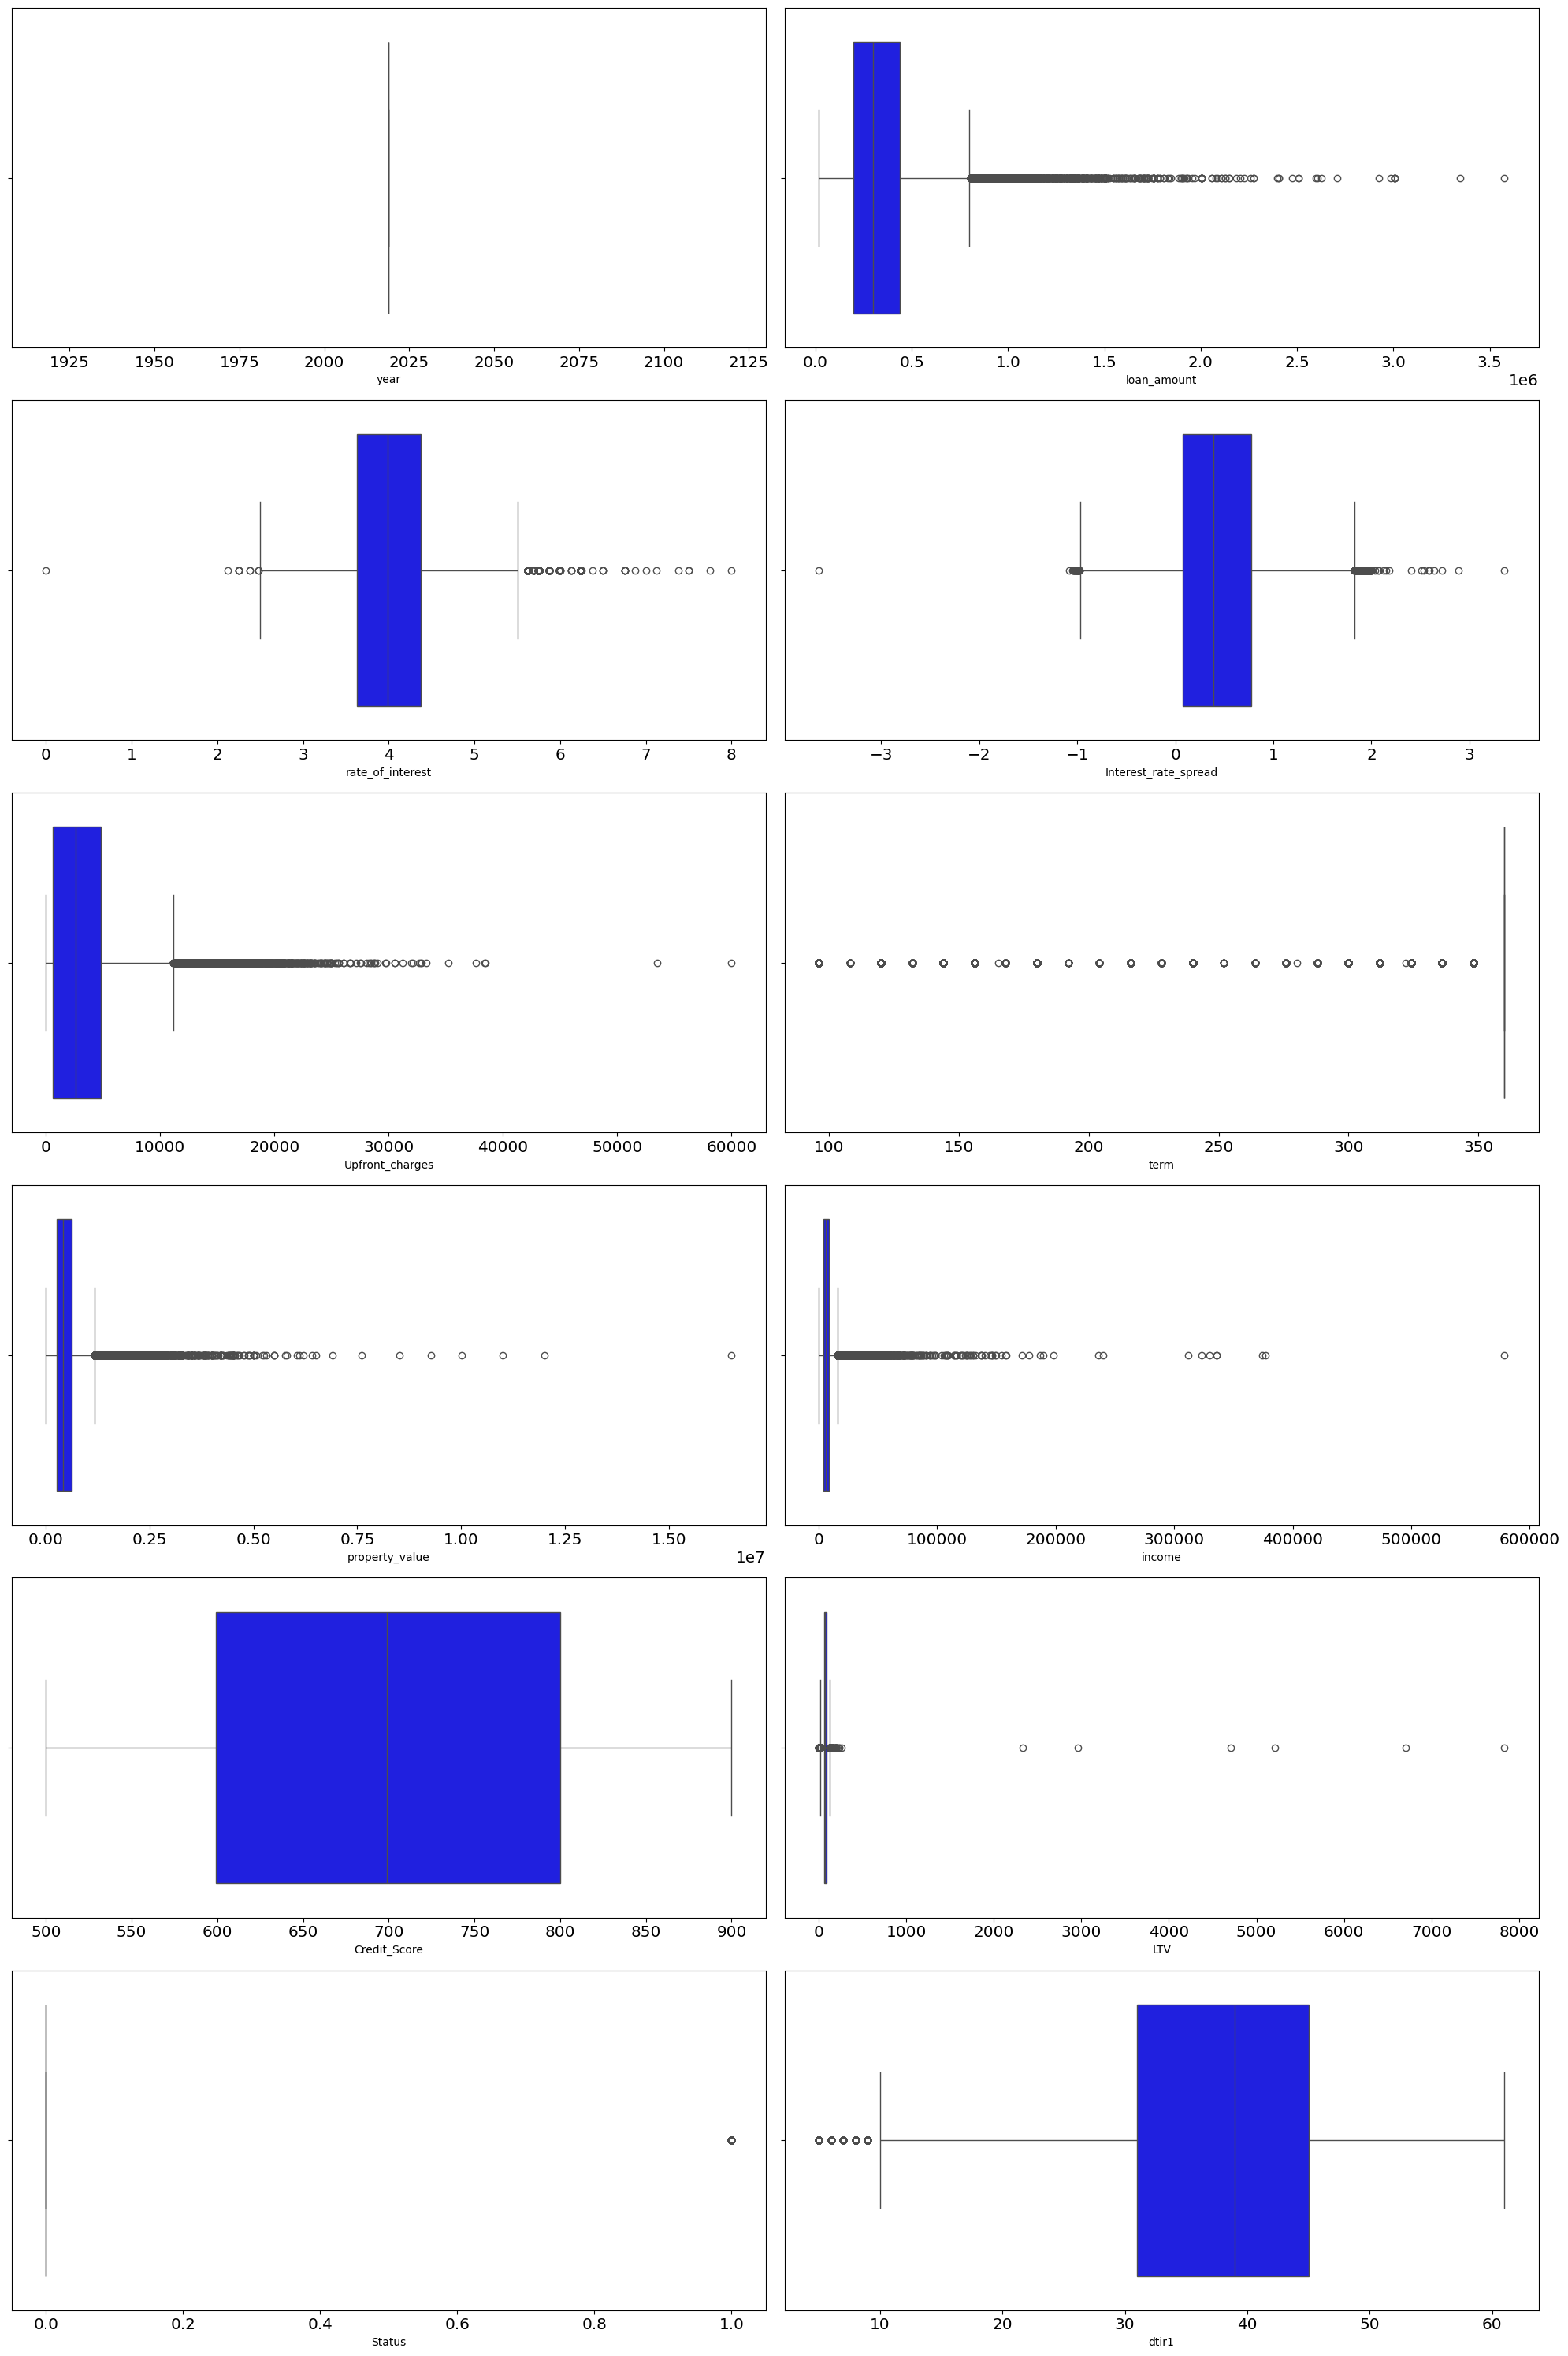 1925 1950 1975 2000 2025 2050 2075 2100 2125
year
0.0 0.5 1.0 1.5 2.0 2.5 3.0 3.5
loan_amount
1e6
0 1 2 3 4 5 6 7 8
rate_of_interest
−3 −2 −1 0 1 2 3
Interest_rate_spread
0 10000 20000 30000 40000 50000 60000
Upfront_charges
100 150 200 250 300 350
term
0.00 0.25 0.50 0.75 1.00 1.25 1.50
property_value
1e7
0 100000 200000 300000 400000 500000 600000
income
500 550 600 650 700 750 800 850 900
Credit_Score
0 1000 2000 3000 4000 5000 6000 7000 8000
LTV
0.0 0.2 0.4 0.6 0.8 1.0
Status
10 20 30 40 50 60
dtir1